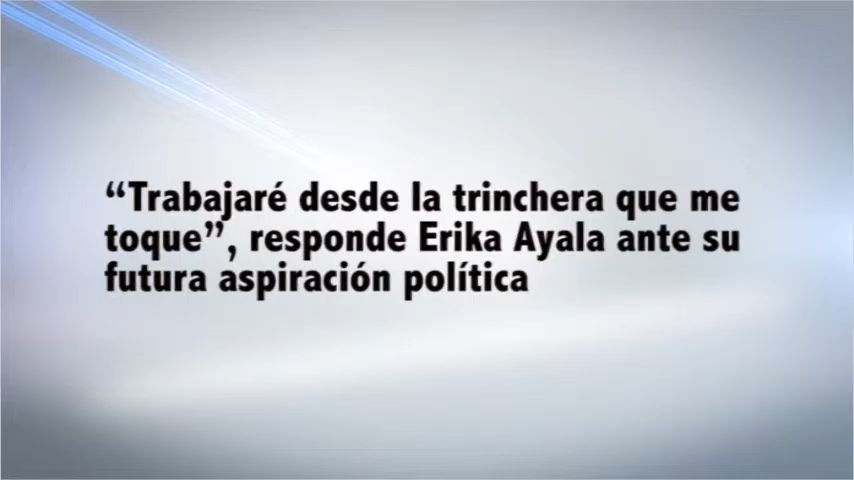 “Trabajaré desde la trinchera que me
toque”, responde Erika Ayala ante su
futura aspiración política